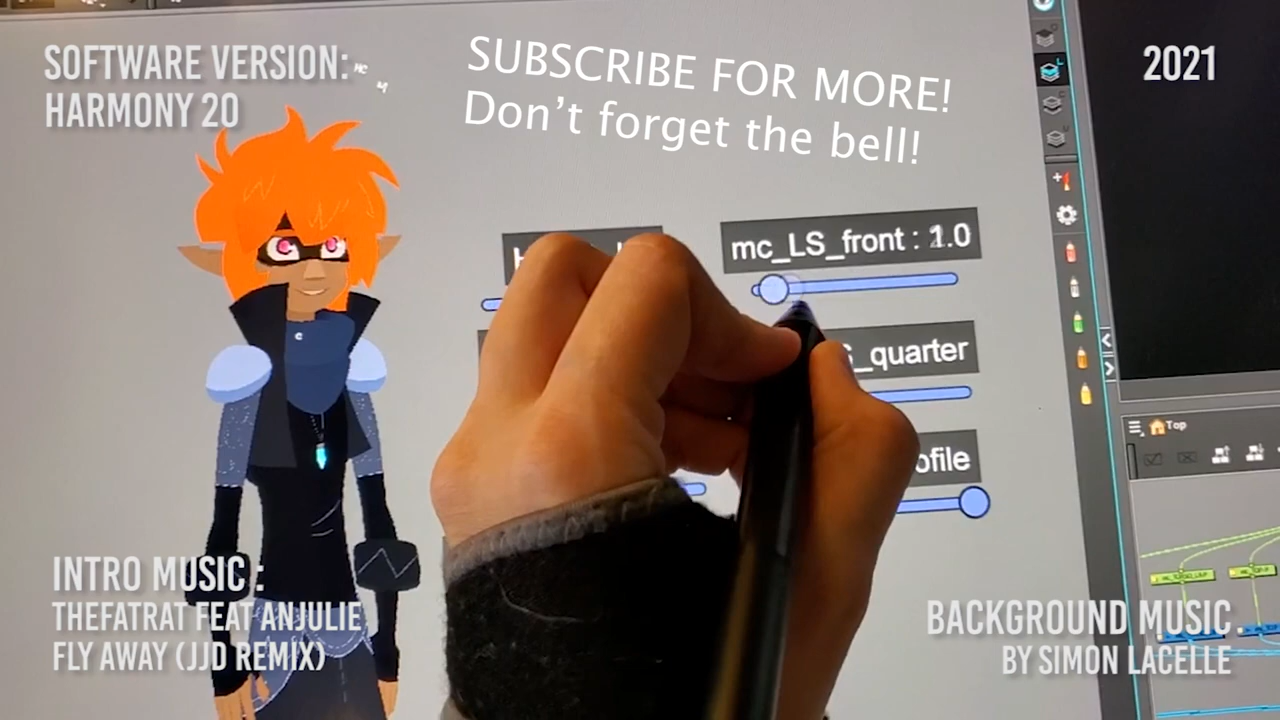 SOFTWARE VERSION:
HARMONY 20
SUBSCRIBE FOR MORE!
Don't forget the bell!
2021
mc_LS_front : 1.0
_quarter
ofile
Top
INTRO MUSIC :
THEFATRAT FEAT ANJULIE
FLY AWAY (JJD REMIX)
BACKGROUND MUSIC
BY SIMON LACELLE